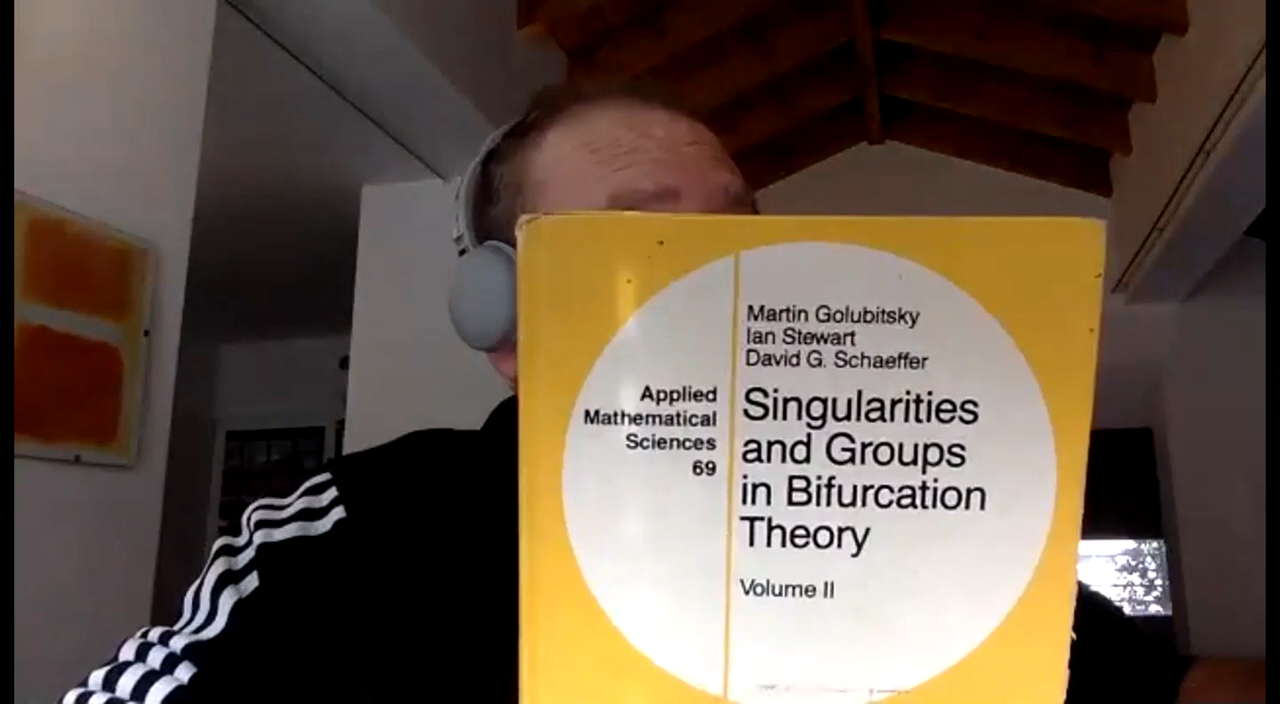 Martin Golubitsky
Ian Stewart
David G. Schaeffer
Applied
Mathematical
Sciences
69
Singularities
and Groups
in Bifurcation
Theory
Volume II